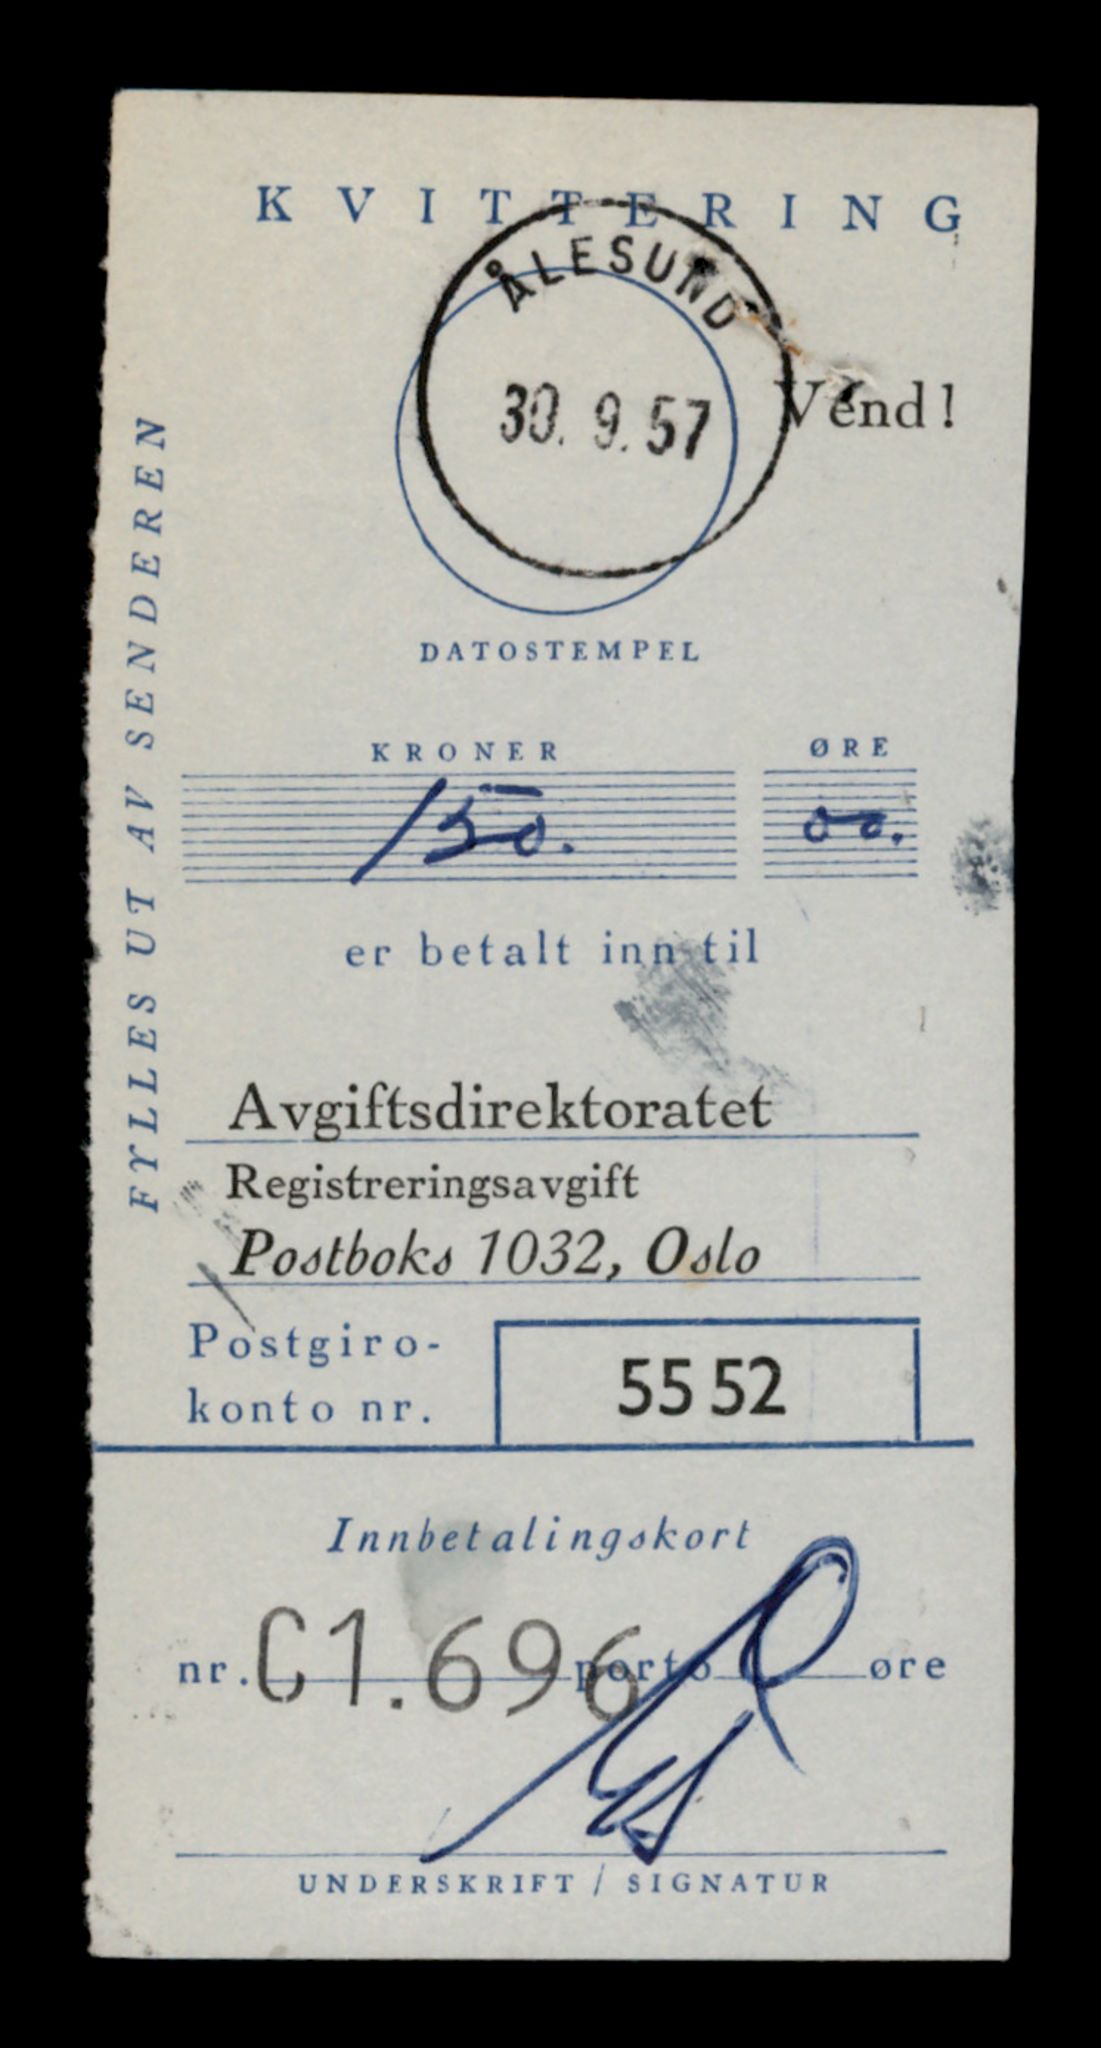 KVITTERING
ÅLESUND
30. 9. 57
Vend!
DATOSTEMPEL
FYLLES UT AV SENDEREN
KRONER ØRE
150. 00.
er betalt inn til
Avgiftsdirektoratet
Registreringsavgift
Postboks 1032, Oslo
Postgiro-
konto nr. 55 52
Innbetalingskort
nr. C1.696 porto øre
UNDERSKRIFT / SIGNATUR